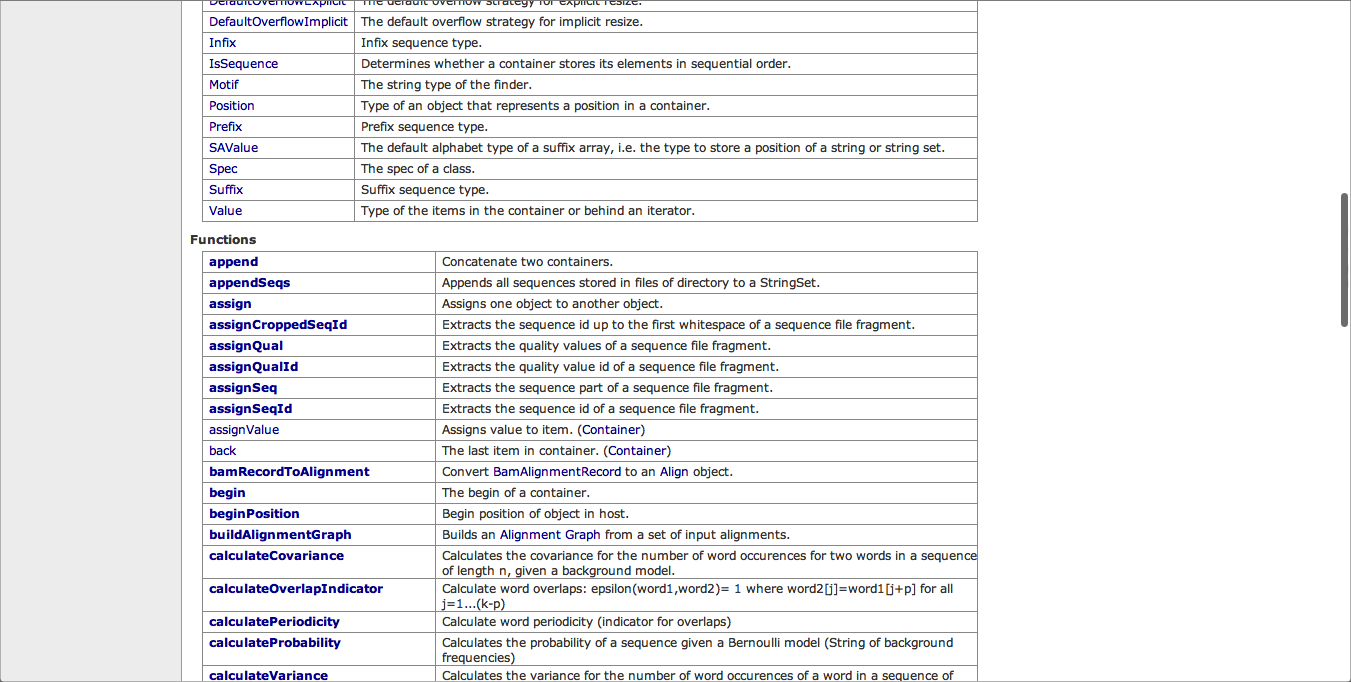 DefaultOverflowExplicit The default overflow strategy for explicit resize.
DefaultOverflowImplicit The default overflow strategy for implicit resize.
Infix Infix sequence type.
IsSequence Determines whether a container stores its elements in sequential order.
Motif The string type of the finder.
Position Type of an object that represents a position in a container.
Prefix Prefix sequence type.
SAValue The default alphabet type of a suffix array, i.e. the type to store a position of a string or string set.
Spec The spec of a class.
Suffix Suffix sequence type.
Value Type of the items in the container or behind an iterator.
Functions
append Concatenate two containers.
appendSeqs Appends all sequences stored in files of directory to a StringSet.
assign Assigns one object to another object.
assignCroppedSeqId Extracts the sequence id up to the first whitespace of a sequence file fragment.
assignQual Extracts the quality values of a sequence file fragment.
assignQualId Extracts the quality value id of a sequence file fragment.
assignSeq Extracts the sequence part of a sequence file fragment.
assignSeqId Extracts the sequence id of a sequence file fragment.
assignValue Assigns value to item. (Container)
back The last item in container. (Container)
bamRecordToAlignment Convert BamAlignmentRecord to an Align object.
begin The begin of a container.
beginPosition Begin position of object in host.
buildAlignmentGraph Builds an Alignment Graph from a set of input alignments.
calculateCovariance Calculates the covariance for the number of word occurences for two words in a sequence
of length n, given a background model.
calculateOverlapIndicator Calculate word overlaps: epsilon(word1,word2)= 1 where word2[j]=word1[j+p] for all
j=1...(k-p)
calculatePeriodicity Calculate word periodicity (indicator for overlaps)
calculateProbability Calculates the probability of a sequence given a Bernoulli model (String of background
frequencies)
calculateVariance Calculates the variance for the number of word occurences of a word in a sequence of